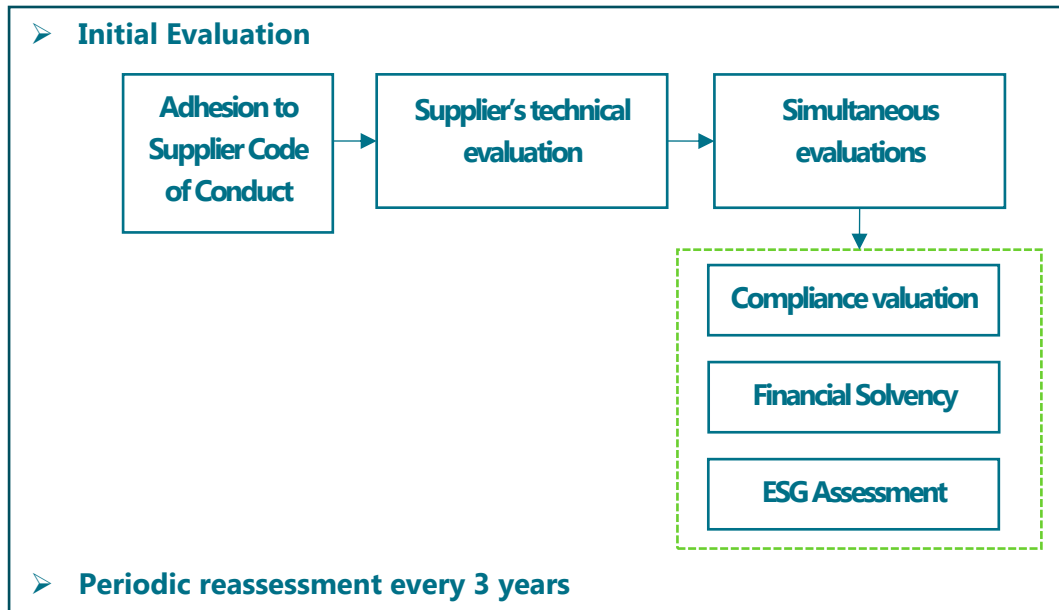 ➢ Initial Evaluation
Adhesion to
Supplier Code
of Conduct
Supplier's technical
evaluation
Simultaneous
evaluations
Compliance valuation
Financial Solvency
ESG Assessment
➢ Periodic reassessment every 3 years